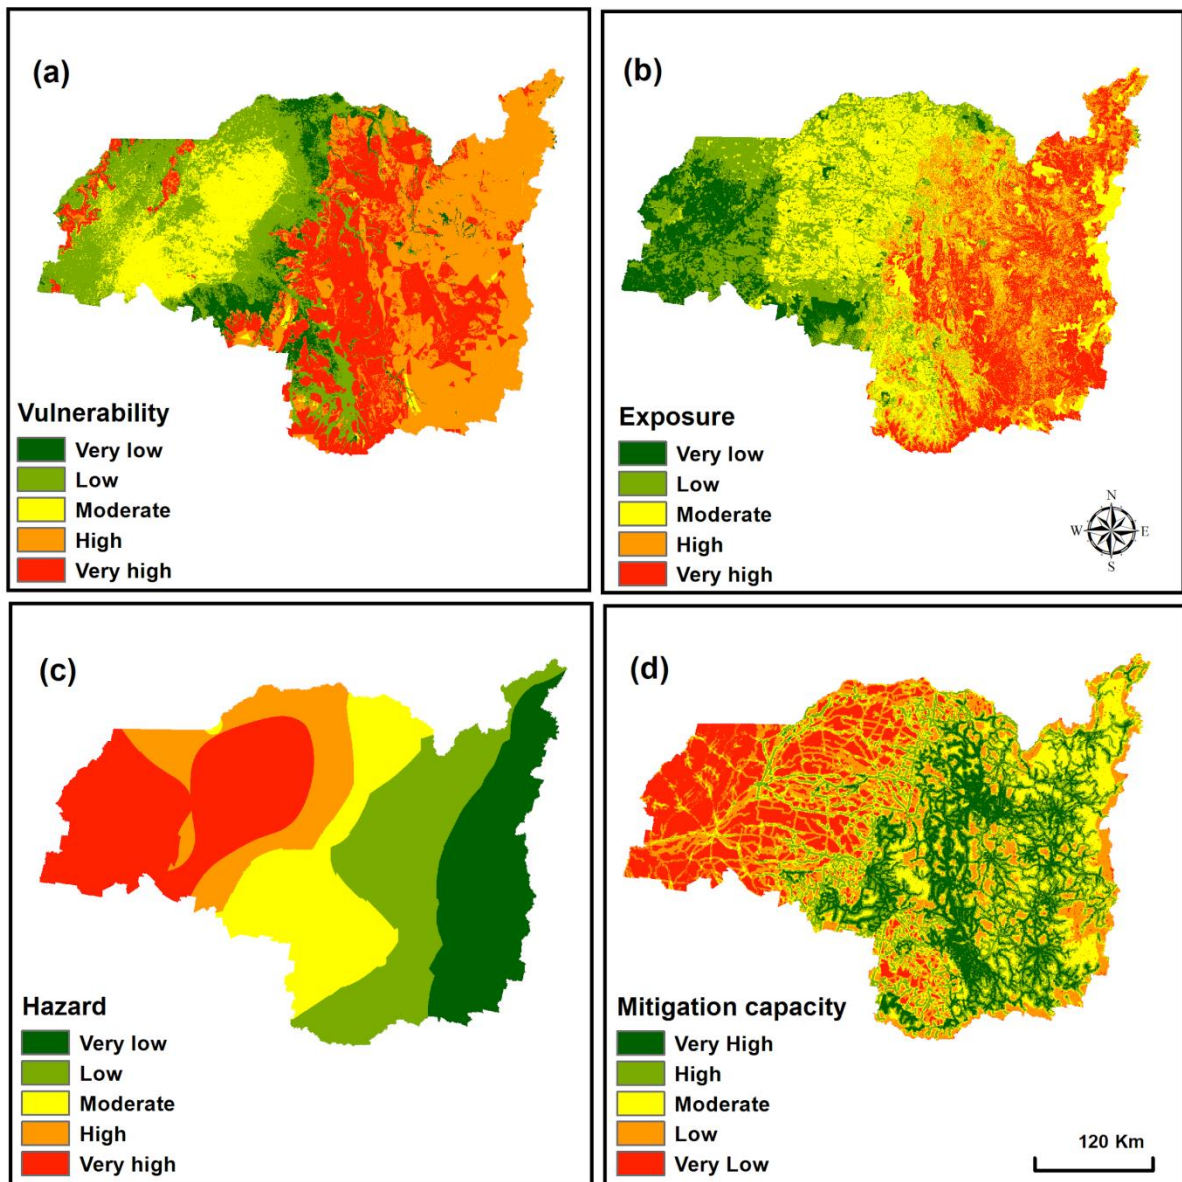 (a)
Vulnerability
Very low
Low
Moderate
High
Very high
(b)
Exposure
Very low
Low
Moderate
High
Very high
N
W E
S
(c)
Hazard
Very low
Low
Moderate
High
Very high
(d)
Mitigation capacity
Very High
High
Moderate
Low
Very Low
120 Km